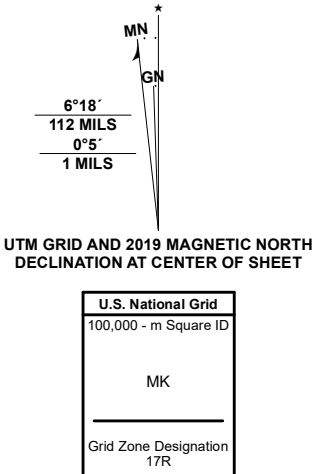 ★
MN
GN
6°18´
112 MILS
0°5´
1 MILS
UTM GRID AND 2019 MAGNETIC NORTH
DECLINATION AT CENTER OF SHEET
U.S. National Grid
100,000 - m Square ID
MK
Grid Zone Designation
17R